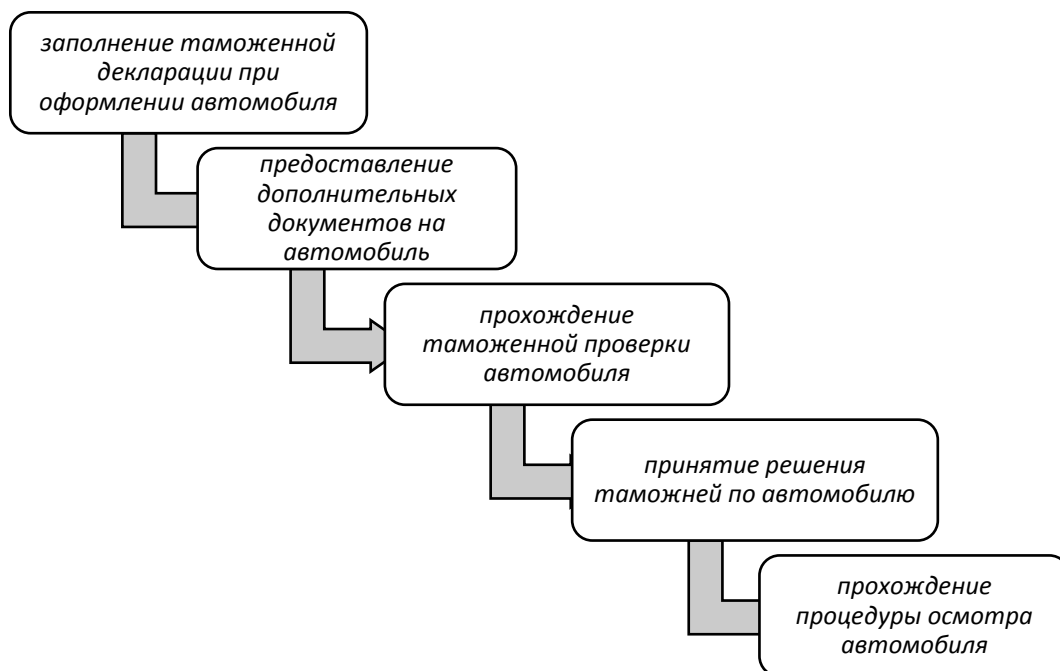 заполнение таможенной
декларации при
оформлении автомобиля
предоставление
дополнительных
документов на
автомобиль
прохождение
таможенной проверки
автомобиля
принятие решения
таможней по автомобилю
прохождение
процедуры осмотра
автомобиля